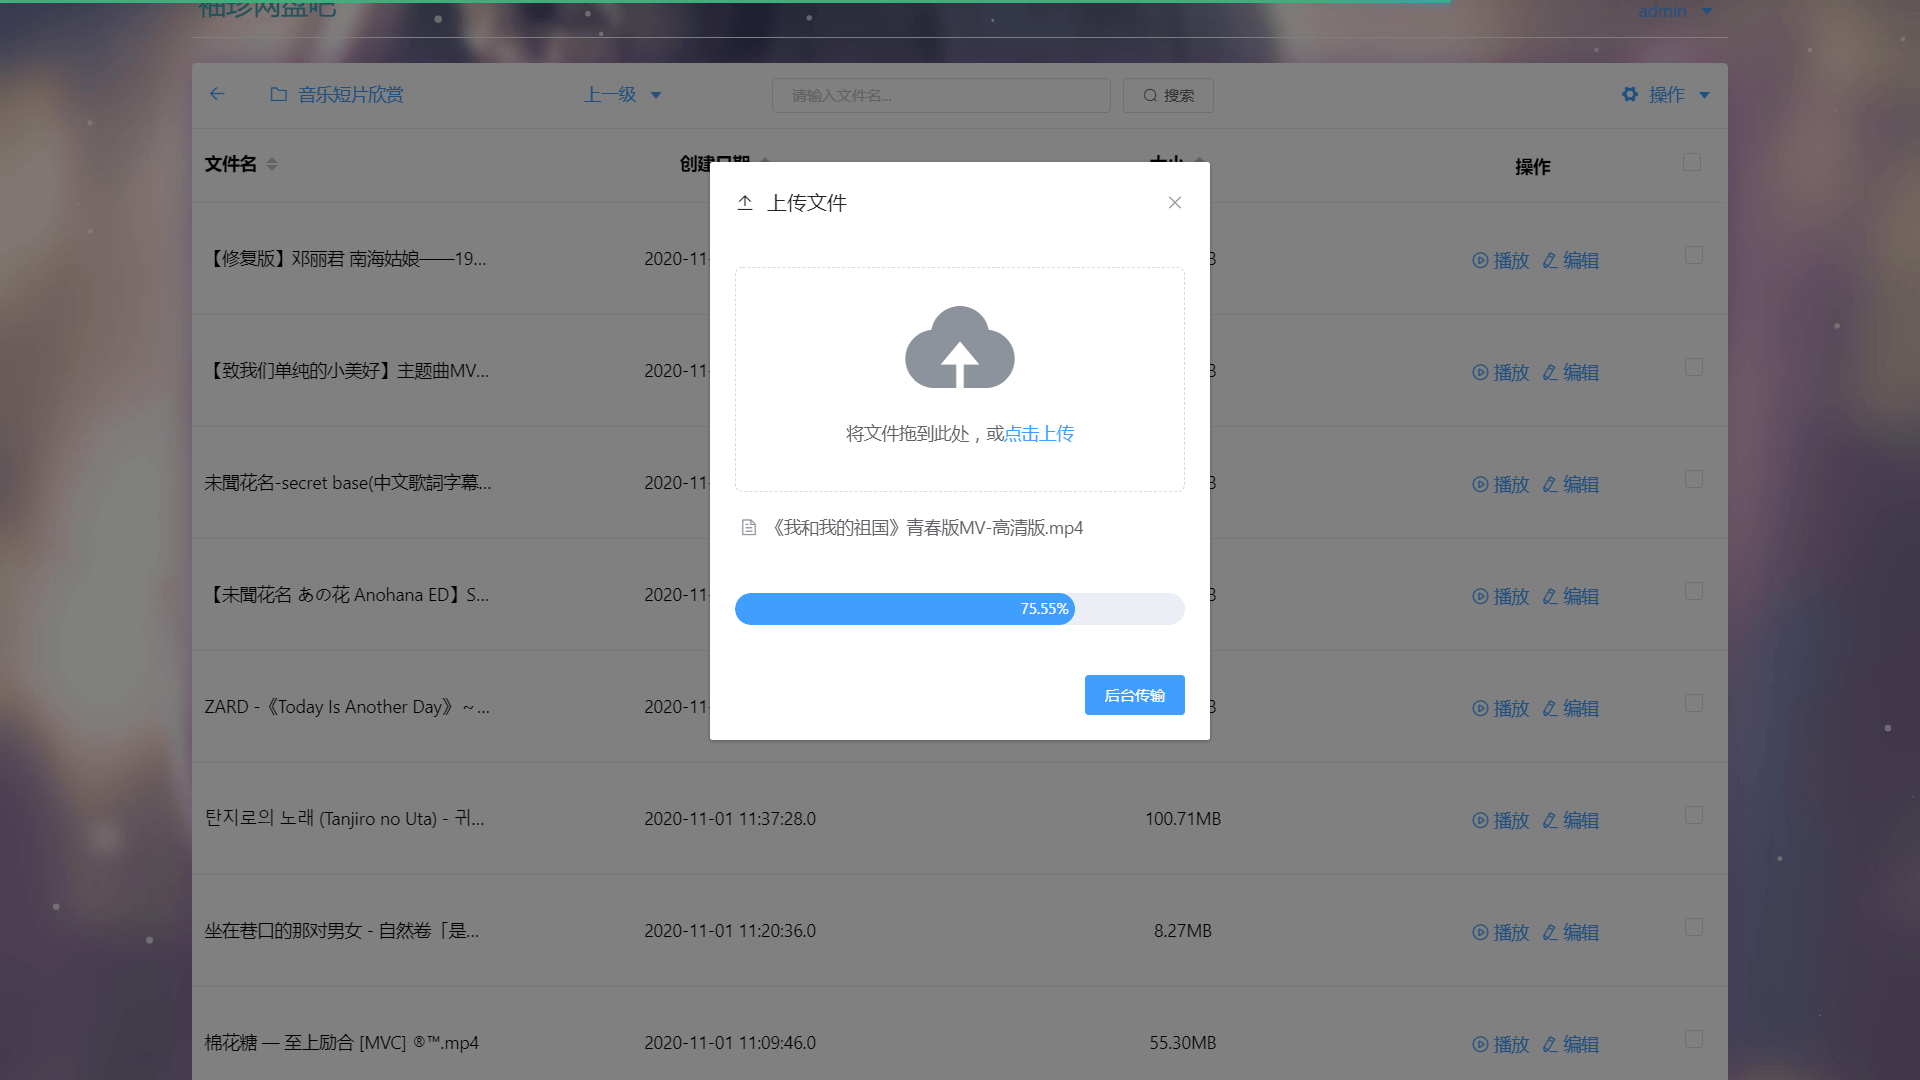 袖珍网盘吧
admin
音乐短片欣赏 上一级 请输入文件名... 搜索 操作
文件名 创建日期 大小 操作
上传文件
【修复版】邓丽君 南海姑娘——19... 2020-11- 播放 编辑
【致我们单纯的小美好】主题曲MV... 2020-11- 播放 编辑
将文件拖到此处，或点击上传
未聞花名-secret base(中文歌詞字幕... 2020-11- 播放 编辑
《我和我的祖国》青春版MV-高清版.mp4
【未聞花名 あの花 Anohana ED】S... 2020-11- 播放 编辑
75.55%
后台传输
ZARD -《Today Is Another Day》～... 2020-11- 播放 编辑
탄지로의 노래 (Tanjiro no Uta) - 귀... 2020-11-01 11:37:28.0 100.71MB 播放 编辑
坐在巷口的那对男女 - 自然卷「是... 2020-11-01 11:20:36.0 8.27MB 播放 编辑
棉花糖 — 至上励合 [MVC] ®™.mp4 2020-11-01 11:09:46.0 55.30MB 播放 编辑